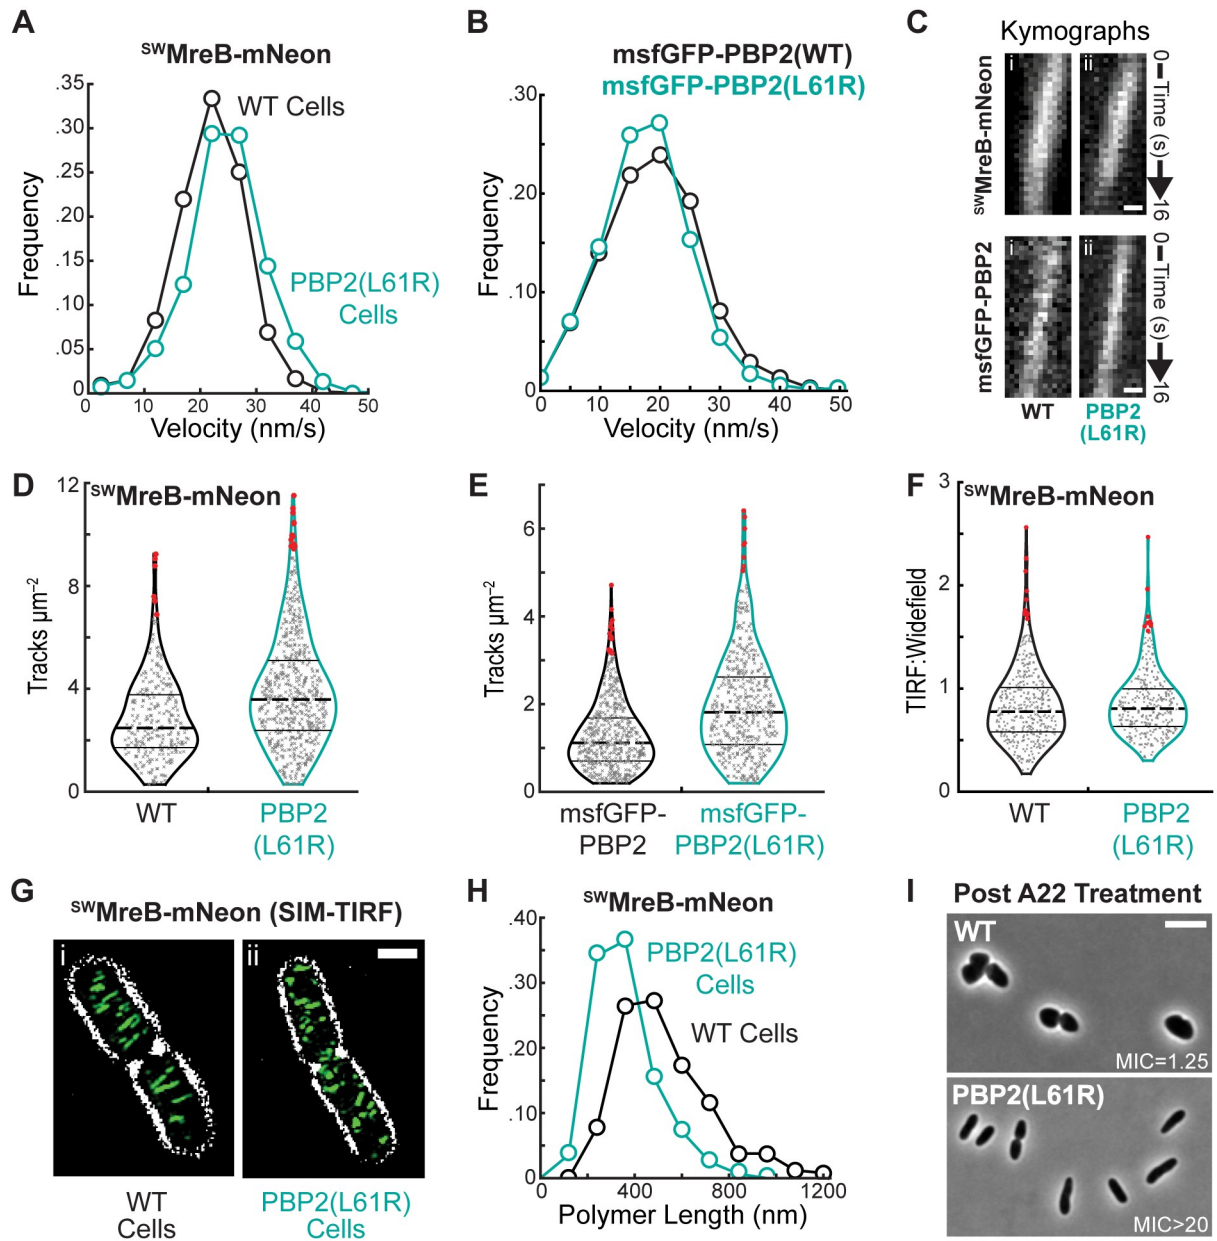 A
SWMreB-mNeon
WT Cells
PBP2(L61R)
Cells
Frequency
.35
.30
.25
.20
.15
.10
.05
0
0
10
20
30
40
50
Velocity (nm/s)
B
msfGFP-PBP2(WT)
msfGFP-PBP2(L61R)
Frequency
.30
.20
.10
0
0
10
20
30
40
50
Velocity (nm/s)
C
Kymographs
SWMreB-mNeon
i
ii
0
Time (s)
16
msfGFP-PBP2
i
ii
0
Time (s)
16
WT
PBP2
(L61R)
D
SWMreB-mNeon
Tracks µm⁻²
12
8
4
0
WT
PBP2
(L61R)
E
Tracks µm⁻²
6
4
2
0
msfGFP-
PBP2
msfGFP-
PBP2(L61R)
F
SWMreB-mNeon
TIRF:Widefield
3
2
1
0
WT
PBP2
(L61R)
G
SWMreB-mNeon (SIM-TIRF)
i
ii
WT
Cells
PBP2(L61R)
Cells
H
SWMreB-mNeon
PBP2(L61R)
Cells
WT Cells
Frequency
.40
.30
.20
.10
0
0
400
800
1200
Polymer Length (nm)
I
Post A22 Treatment
WT
MIC=1.25
PBP2(L61R)
MIC>20